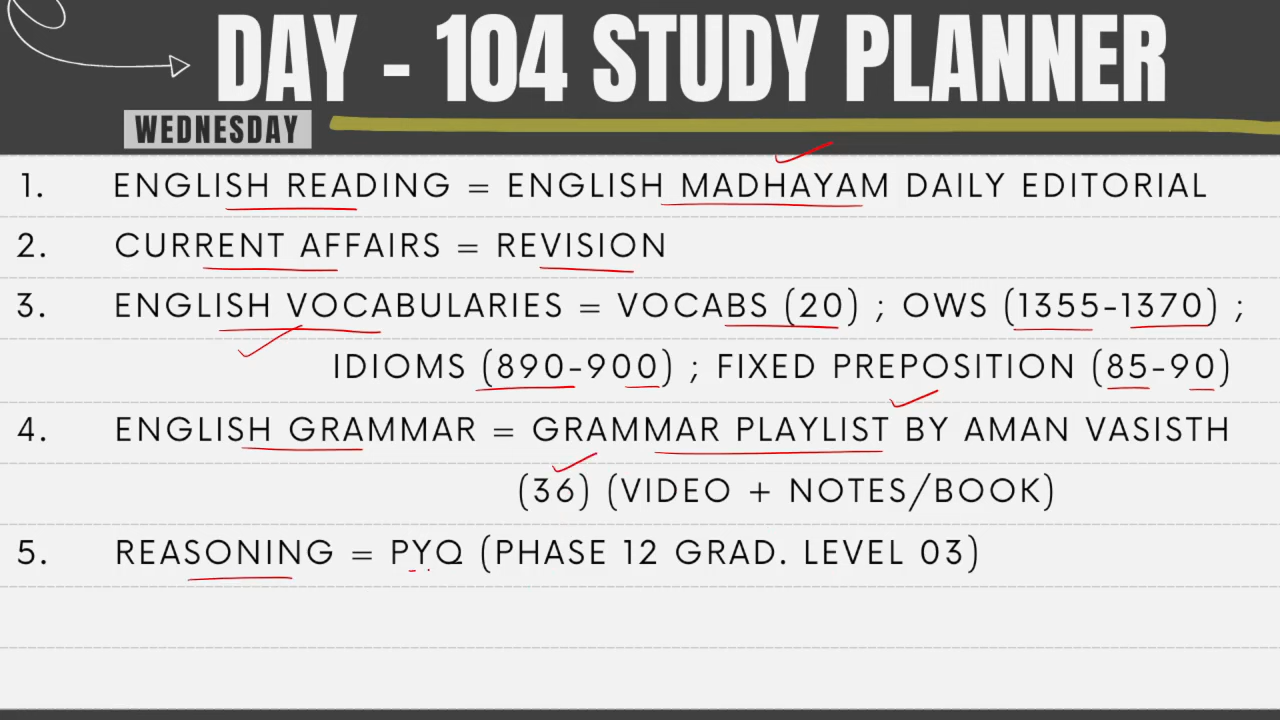 DAY - 104 STUDY PLANNER
WEDNESDAY
1. ENGLISH READING = ENGLISH MADHAYAM DAILY EDITORIAL
2. CURRENT AFFAIRS = REVISION
3. ENGLISH VOCABULARIES = VOCABS (20) ; OWS (1355-1370) ;
IDIOMS (890-900) ; FIXED PREPOSITION (85-90)
4. ENGLISH GRAMMAR = GRAMMAR PLAYLIST BY AMAN VASISTH
(36) (VIDEO + NOTES/BOOK)
5. REASONING = PYQ (PHASE 12 GRAD. LEVEL 03)